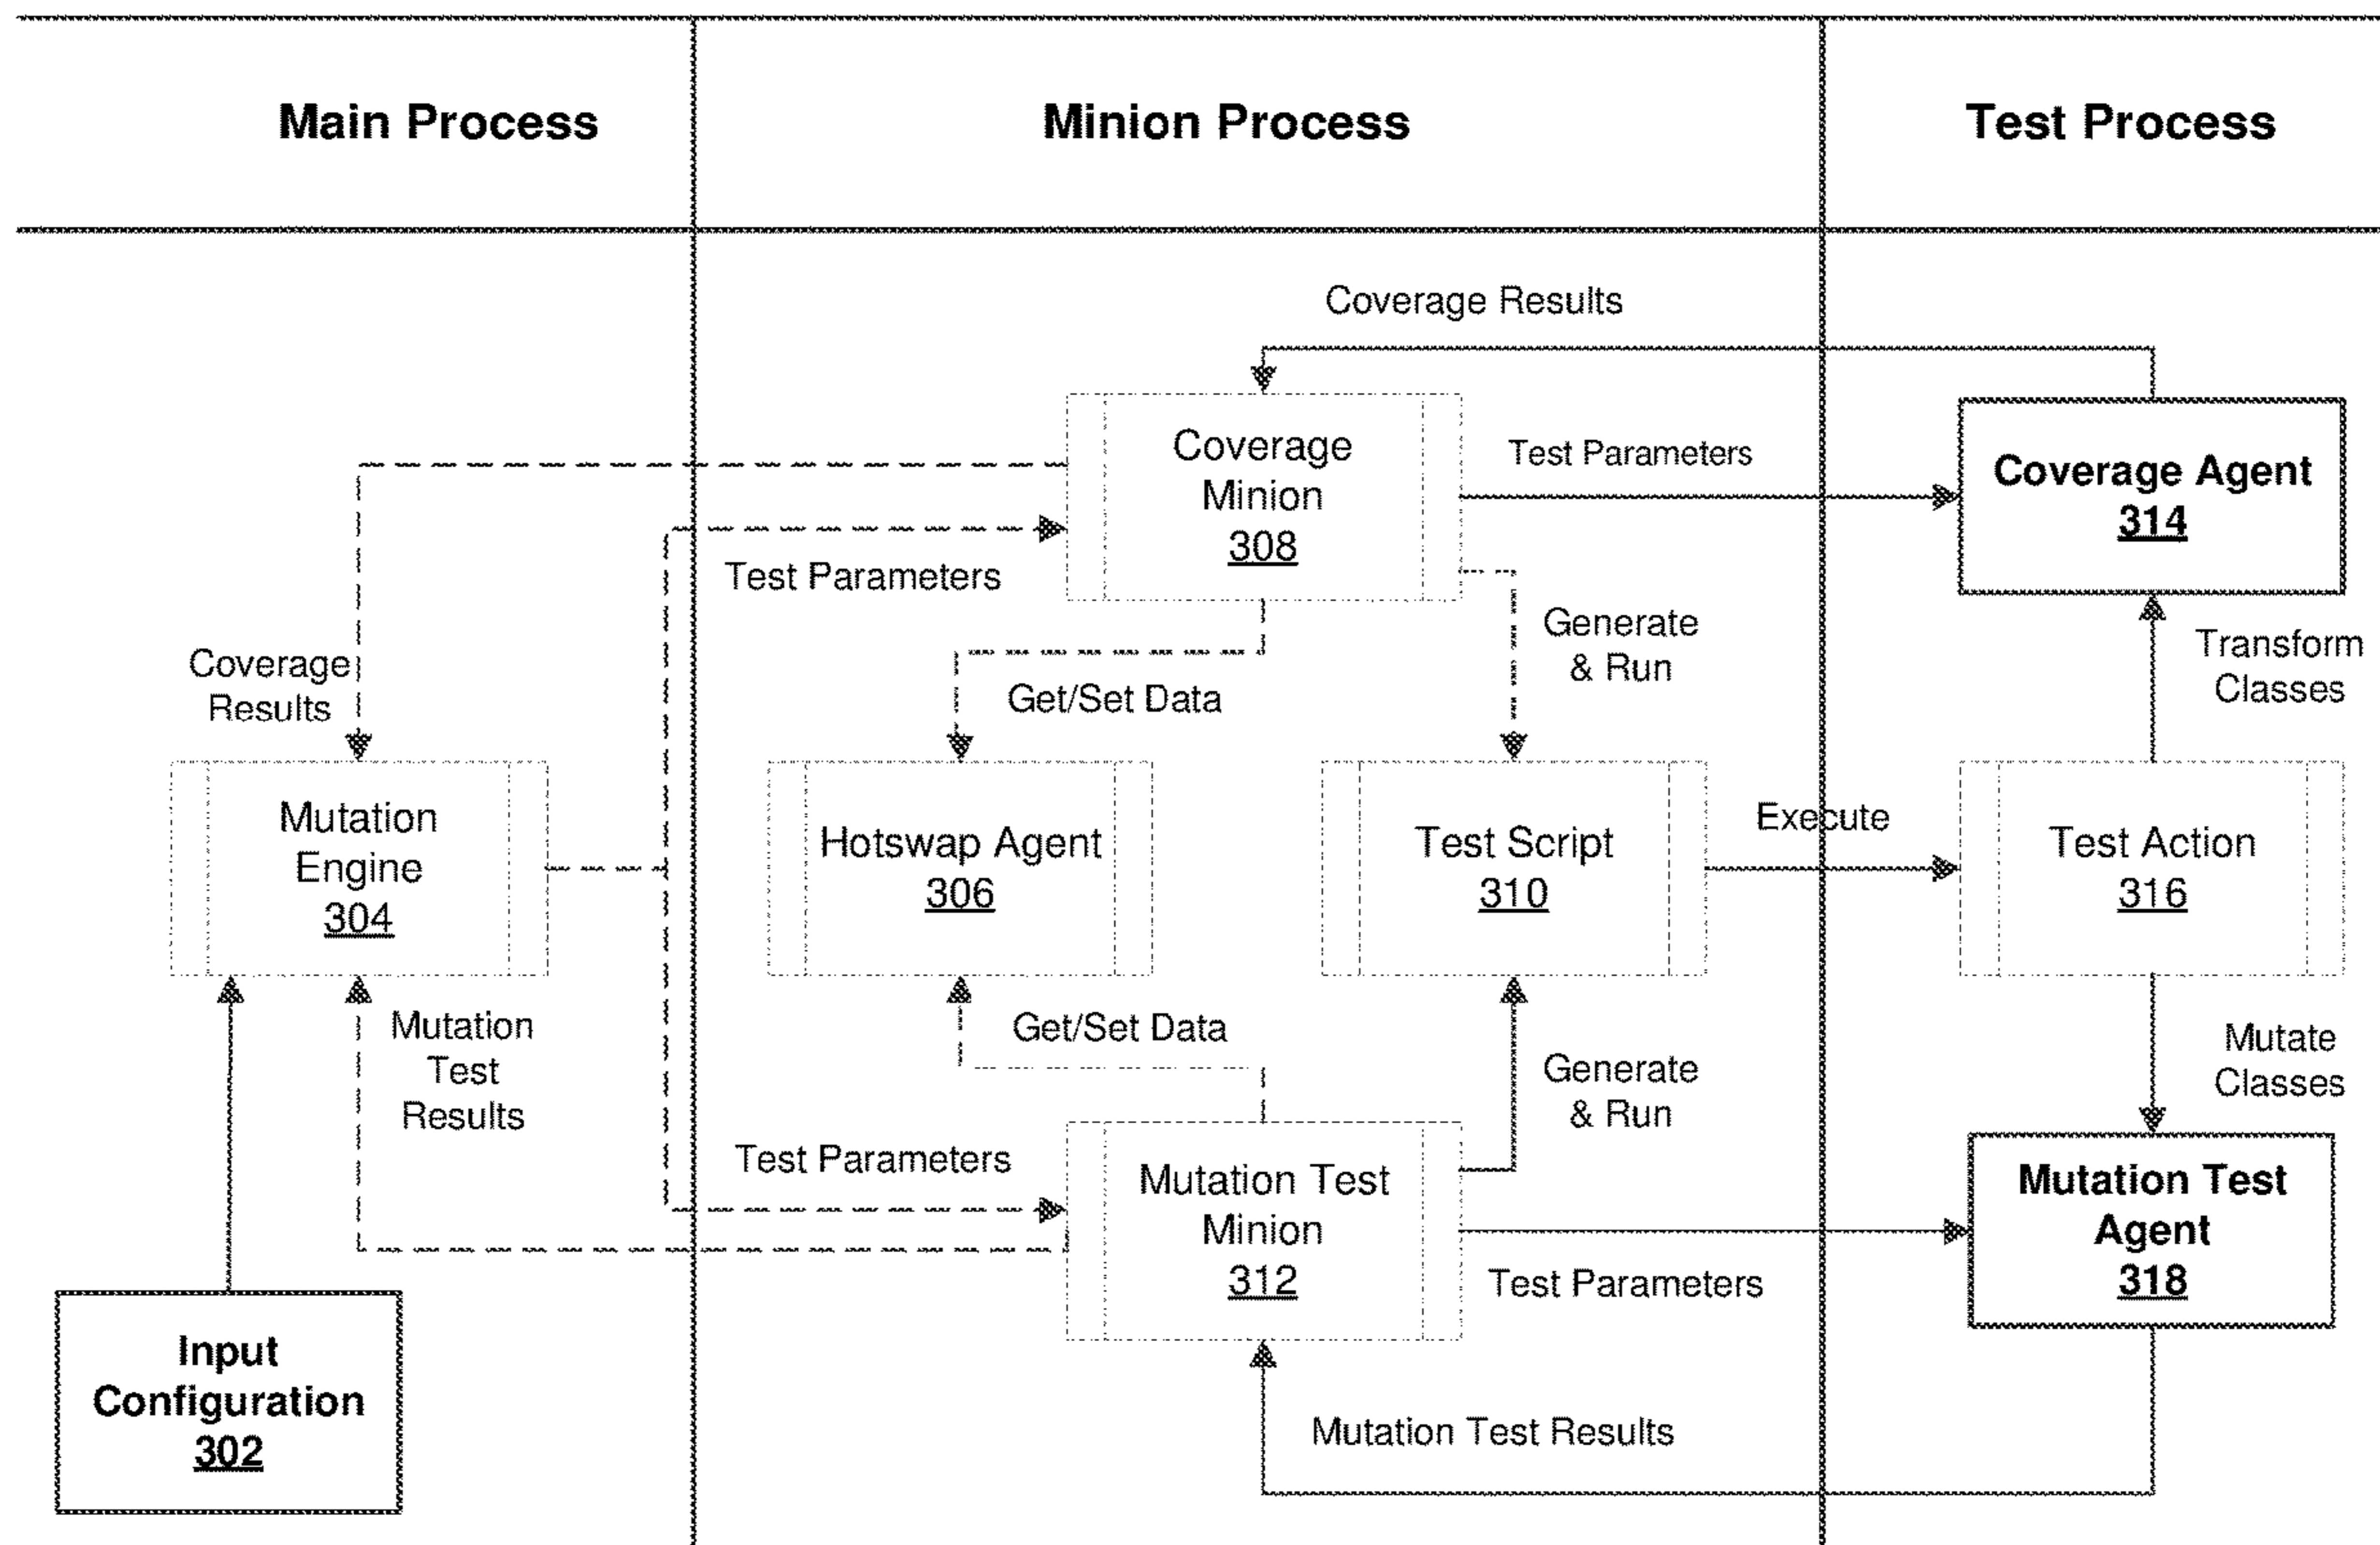 Main Process
Minion Process
Test Process
Coverage Results
Coverage
Minion
308
Test Parameters
Coverage Agent
314
Test Parameters
Generate
& Run
Transform
Classes
Coverage
Results
Get/Set Data
Mutation
Engine
304
Hotswap Agent
306
Test Script
310
Execute
Test Action
316
Mutation
Test
Results
Get/Set Data
Generate
& Run
Mutate
Classes
Test Parameters
Mutation Test
Minion
312
Test Parameters
Mutation Test
Agent
318
Input
Configuration
302
Mutation Test Results